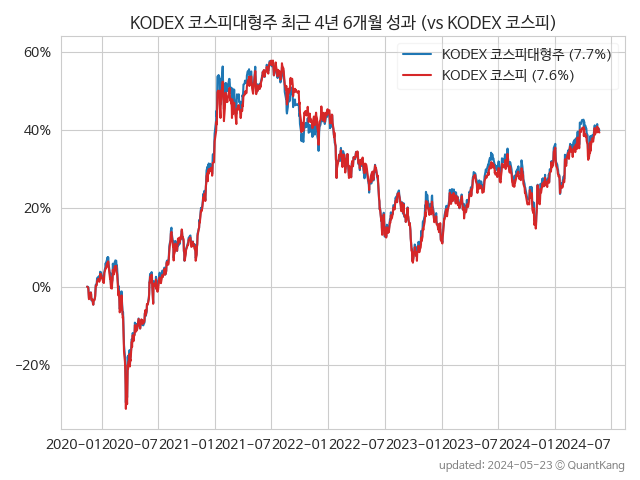 KODEX 코스피대형주 최근 4년 6개월 성과 (vs KODEX 코스피)
KODEX 코스피대형주 (7.7%)
KODEX 코스피 (7.6%)
60%
40%
20%
0%
−20%
2020-01 2020-07 2021-01 2021-07 2022-01 2022-07 2023-01 2023-07 2024-01 2024-07
updated: 2024-05-23 © QuantKang